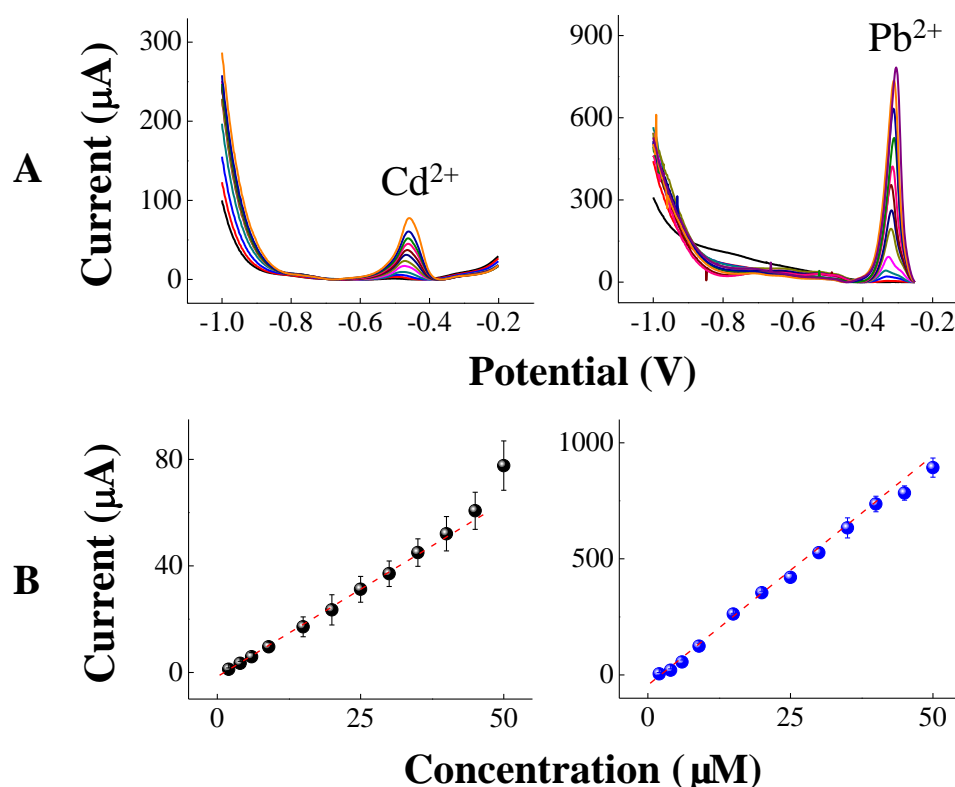 A
Current (μA)
300
200
100
0
Cd²⁺
-1.0 -0.8 -0.6 -0.4 -0.2
900
600
300
0
Pb²⁺
-1.0 -0.8 -0.6 -0.4 -0.2
Potential (V)
B
Current (μA)
80
40
0
0 25 50
1000
500
0
0 25 50
Concentration (μM)